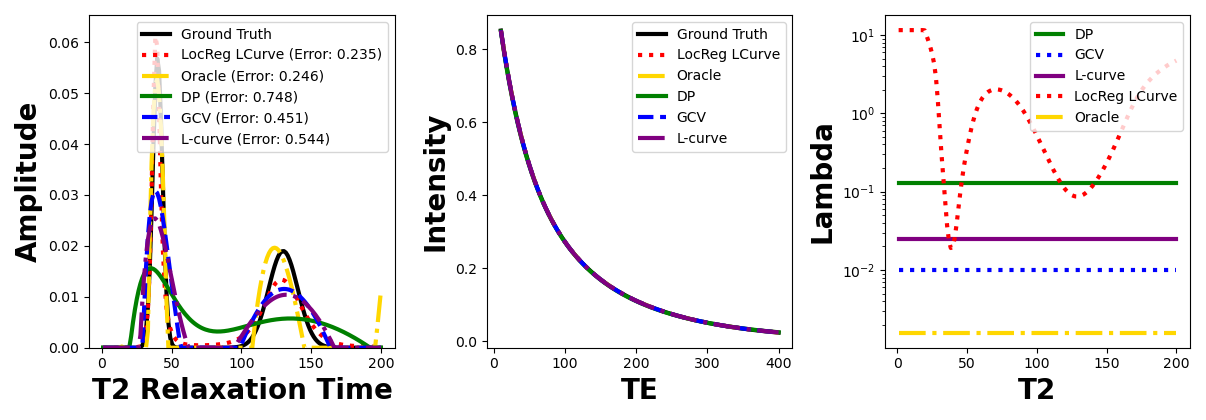 Amplitude
0.06
0.05
0.04
0.03
0.02
0.01
0.00
Ground Truth
LocReg LCurve (Error: 0.235)
Oracle (Error: 0.246)
DP (Error: 0.748)
GCV (Error: 0.451)
L-curve (Error: 0.544)
0 50 100 150 200
T2 Relaxation Time
Intensity
0.8
0.6
0.4
0.2
0.0
Ground Truth
LocReg LCurve
Oracle
DP
GCV
L-curve
0 100 200 300 400
TE
Lambda
10¹
10⁰
10⁻¹
10⁻²
DP
GCV
L-curve
LocReg LCurve
Oracle
0 50 100 150 200
T2